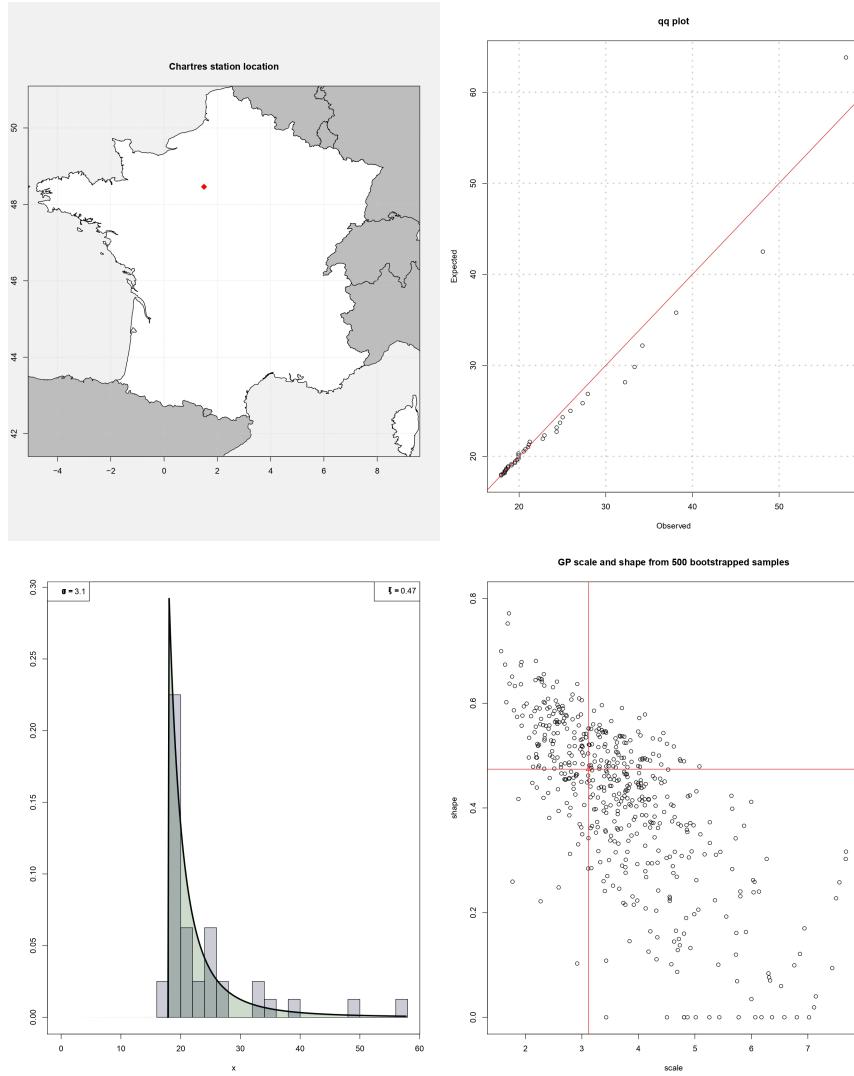 Chartres station location
50
48
46
44
42
−4 −2 0 2 4 6 8
qq plot
Expected
60
50
40
30
20
20 30 40 50
Observed
σ = 3.1
ξ = 0.47
0.30
0.25
0.20
0.15
0.10
0.05
0.00
0 10 20 30 40 50 60
x
GP scale and shape from 500 bootstrapped samples
shape
0.8
0.6
0.4
0.2
0.0
2 3 4 5 6 7
scale